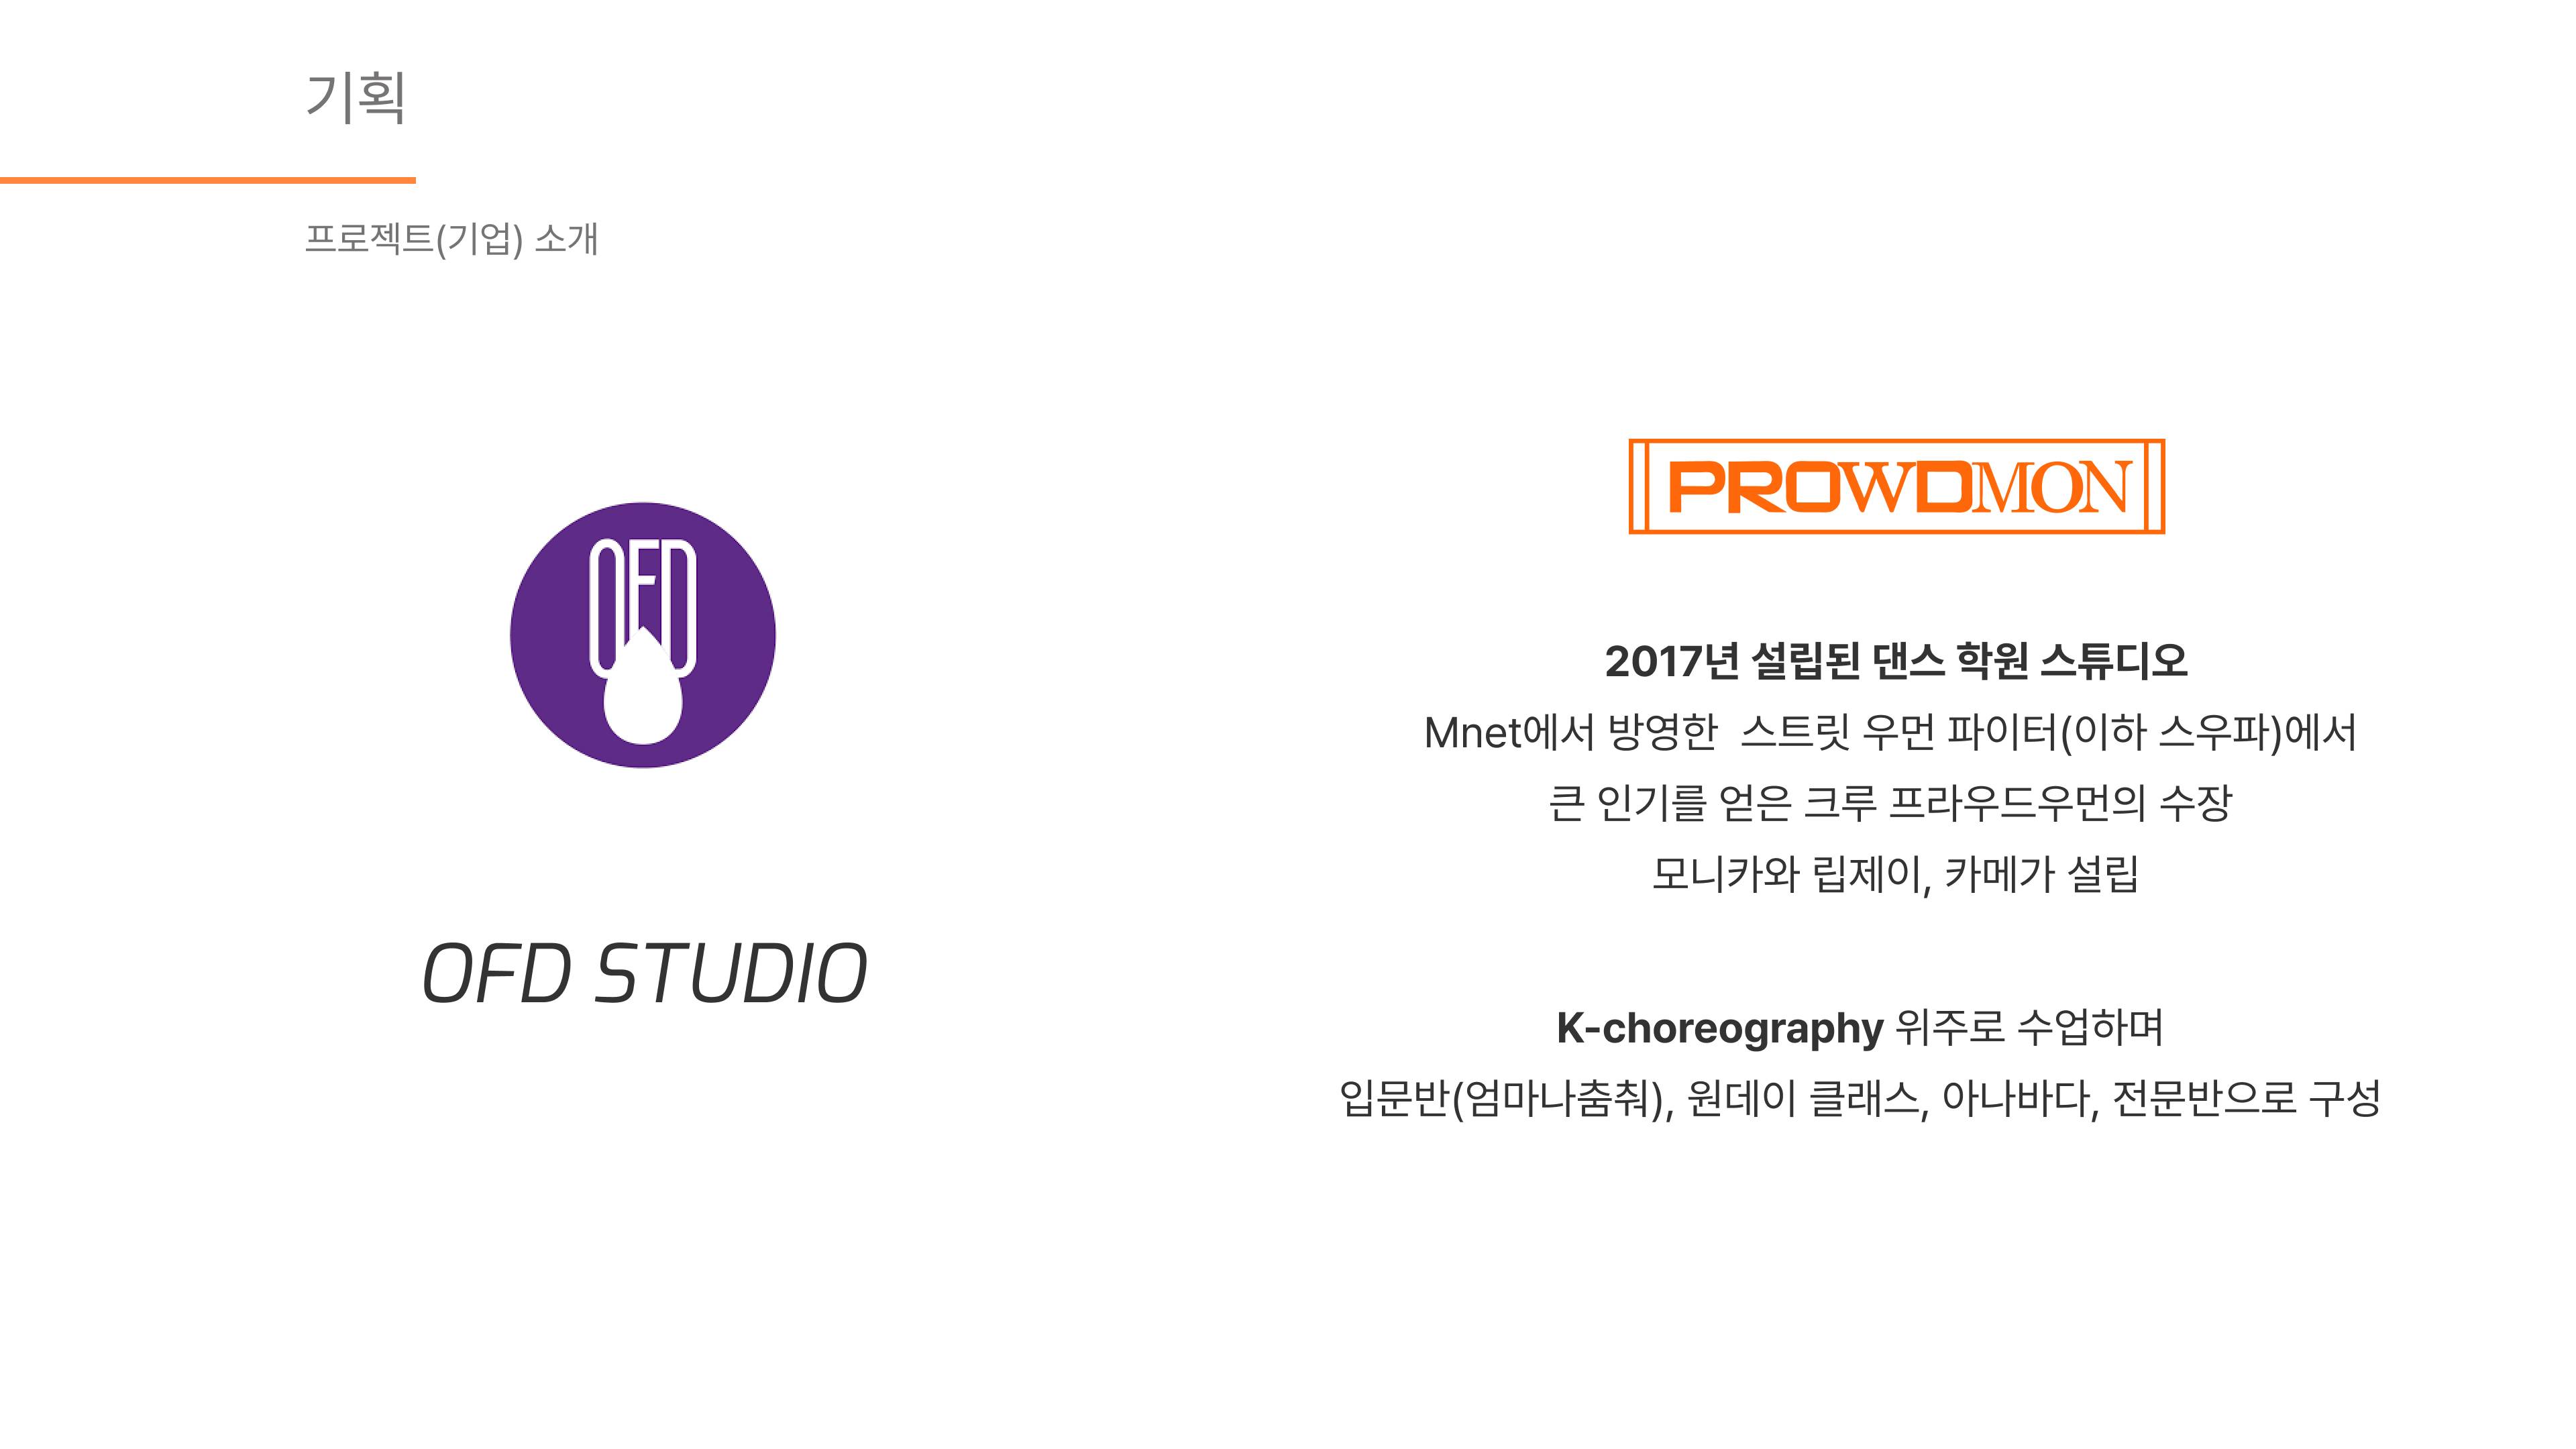 기획
프로젝트(기업) 소개
OFD
OFD STUDIO
PROWDMON
2017년 설립된 댄스 학원 스튜디오
Mnet에서 방영한 스트릿 우먼 파이터(이하 스우파)에서
큰 인기를 얻은 크루 프라우드우먼의 수장
모니카와 립제이, 카메가 설립
K-choreography 위주로 수업하며
입문반(엄마나춤춰), 원데이 클래스, 아나바다, 전문반으로 구성